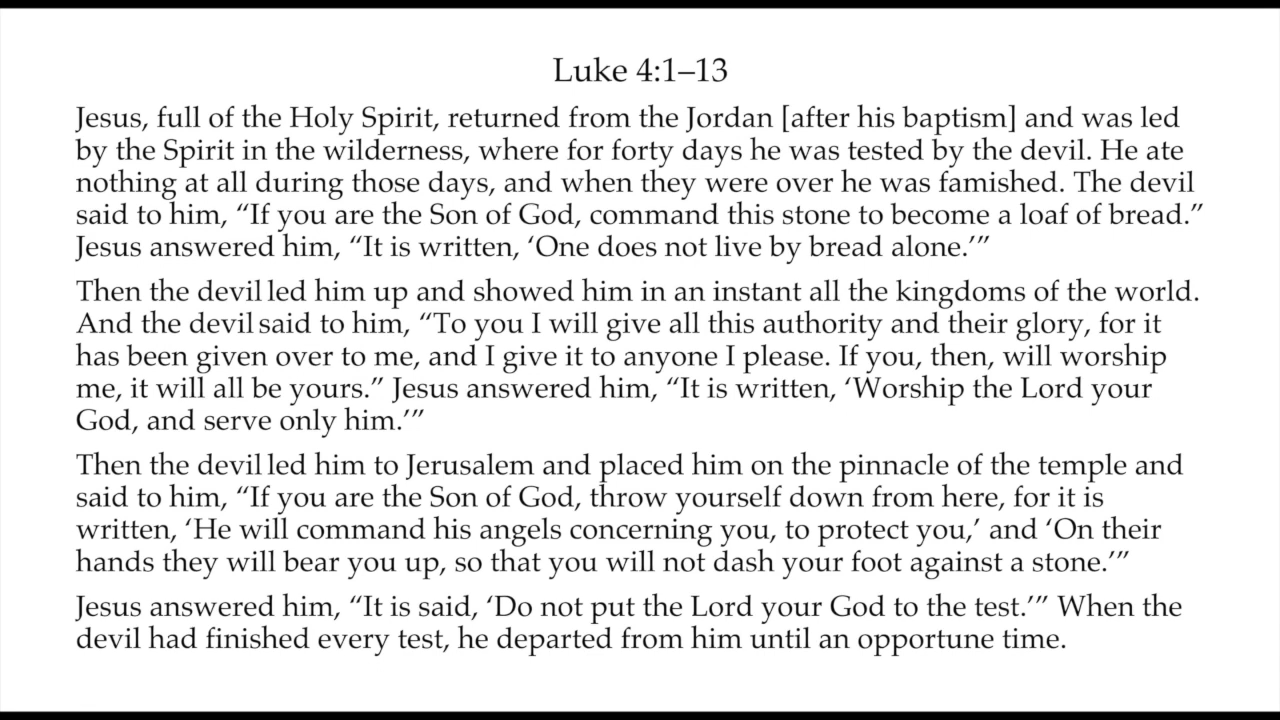 Luke 4:1–13
Jesus, full of the Holy Spirit, returned from the Jordan [after his baptism] and was led
by the Spirit in the wilderness, where for forty days he was tested by the devil. He ate
nothing at all during those days, and when they were over he was famished. The devil
said to him, “If you are the Son of God, command this stone to become a loaf of bread.”
Jesus answered him, “It is written, ‘One does not live by bread alone.’”
Then the devil led him up and showed him in an instant all the kingdoms of the world.
And the devil said to him, “To you I will give all this authority and their glory, for it
has been given over to me, and I give it to anyone I please. If you, then, will worship
me, it will all be yours.” Jesus answered him, “It is written, ‘Worship the Lord your
God, and serve only him.’”
Then the devil led him to Jerusalem and placed him on the pinnacle of the temple and
said to him, “If you are the Son of God, throw yourself down from here, for it is
written, ‘He will command his angels concerning you, to protect you,’ and ‘On their
hands they will bear you up, so that you will not dash your foot against a stone.’”
Jesus answered him, “It is said, ‘Do not put the Lord your God to the test.’” When the
devil had finished every test, he departed from him until an opportune time.